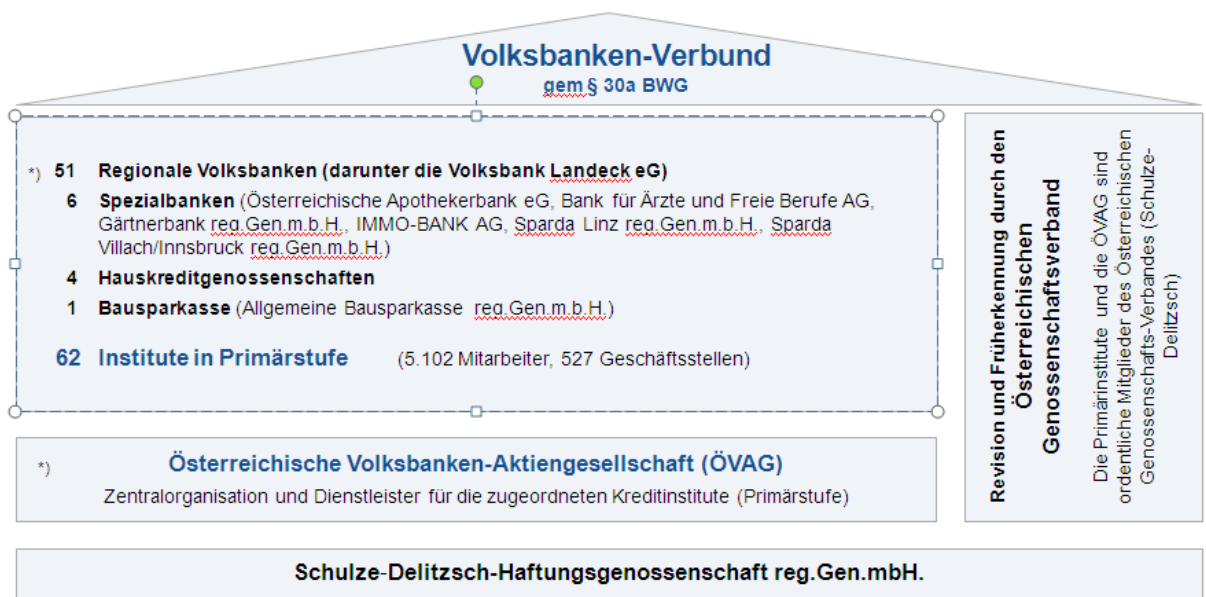 Volksbanken-Verbund
gem § 30a BWG
*) 51 Regionale Volksbanken (darunter die Volksbank Landeck eG)
6 Spezialbanken (Österreichische Apothekerbank eG, Bank für Ärzte und Freie Berufe AG,
Gärtnerbank reg.Gen.m.b.H., IMMO-BANK AG, Sparda Linz reg.Gen.m.b.H., Sparda
Villach/Innsbruck reg.Gen.m.b.H.)
4 Hauskreditgenossenschaften
1 Bausparkasse (Allgemeine Bausparkasse reg.Gen.m.b.H.)
62 Institute in Primärstufe (5.102 Mitarbeiter, 527 Geschäftsstellen)
*) Österreichische Volksbanken-Aktiengesellschaft (ÖVAG)
Zentralorganisation und Dienstleister für die zugeordneten Kreditinstitute (Primärstufe)
Revision und Früherkennung durch den
Österreichischen
Genossenschaftsverband
Die Primärinstitute und die ÖVAG sind
ordentliche Mitglieder des Österreichischen
Genossenschafts-Verbandes (Schulze-
Delitzsch)
Schulze-Delitzsch-Haftungsgenossenschaft reg.Gen.mbH.